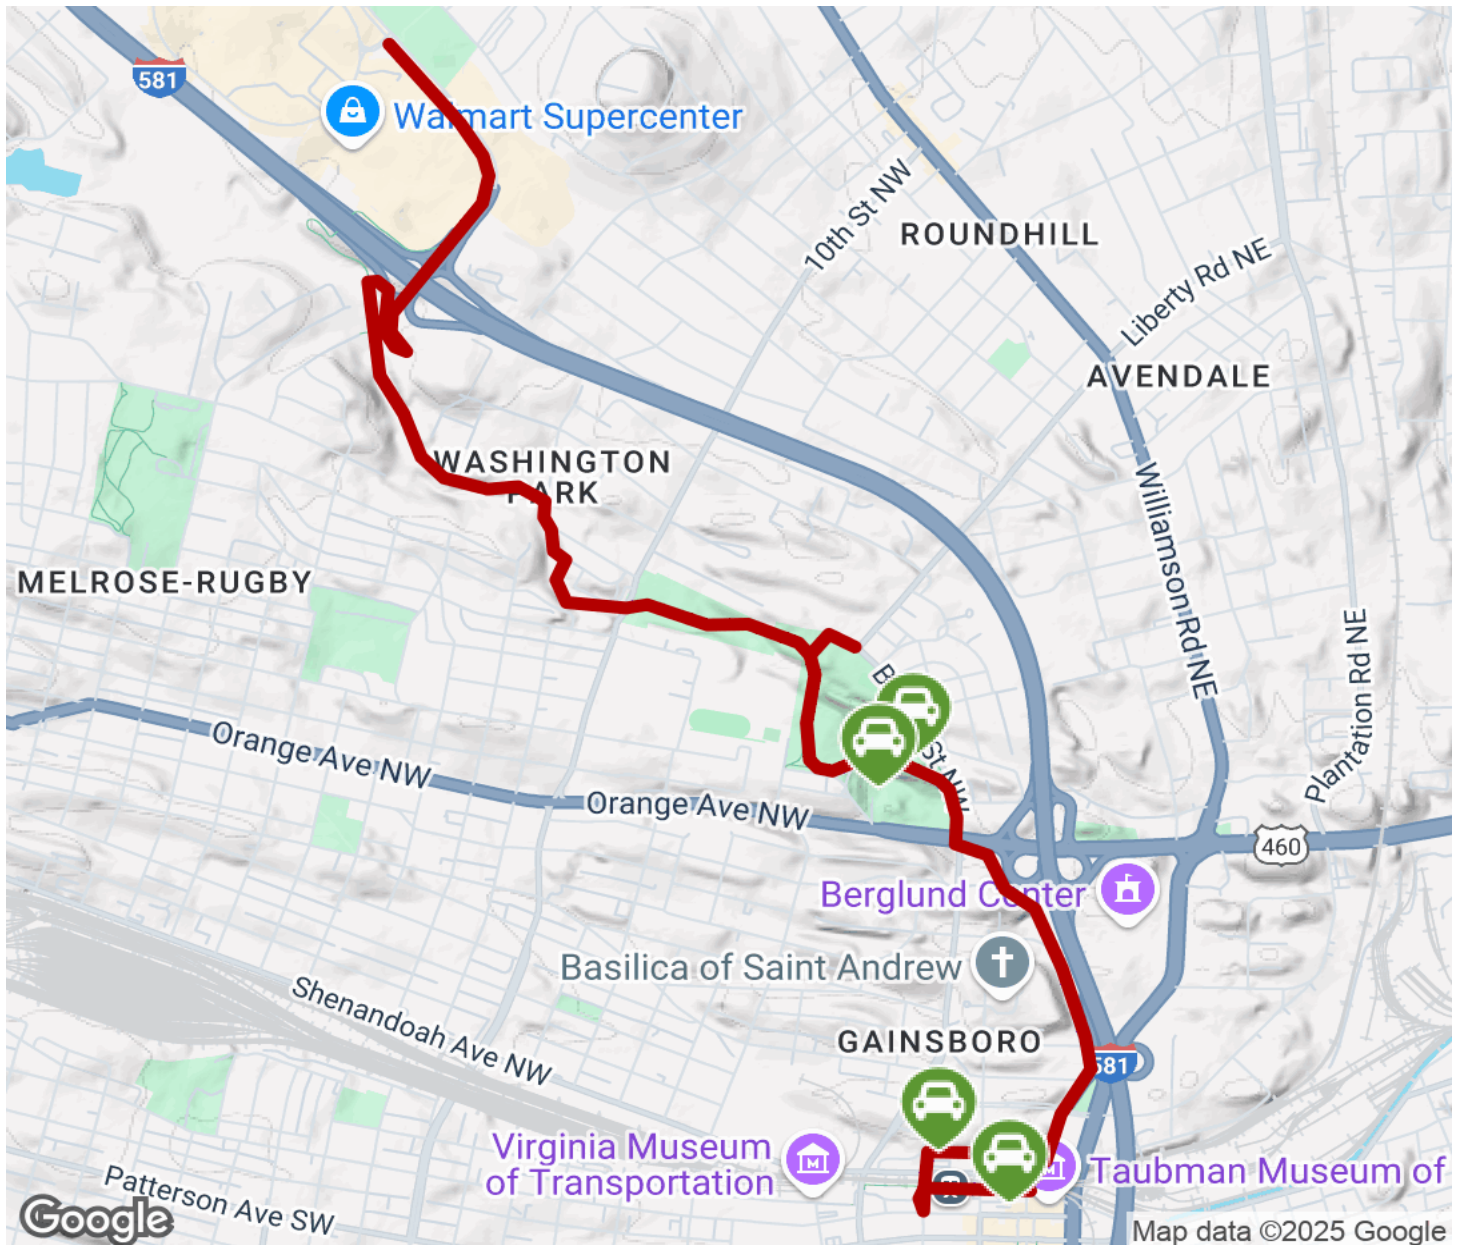 581
Walmart Supercenter
10th St NW
ROUNDHILL
Liberty Rd NE
AVENDALE
WASHINGTON
PARK
MELROSE-RUGBY
Williamson Rd NE
Plantation Rd NE
St NW
Orange Ave NW
Orange Ave NW
460
Berglund Center
Basilica of Saint Andrew
Shenandoah Ave NW
GAINSBORO
581
Virginia Museum
of Transportation
Taubman Museum of
Patterson Ave SW
Google
Map data ©2025 Google